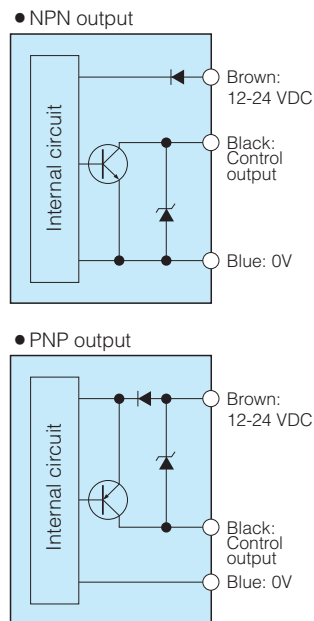 ● NPN output
Internal circuit
Brown:
12-24 VDC
Black:
Control
output
Blue: 0V
● PNP output
Internal circuit
Brown:
12-24 VDC
Black:
Control
output
Blue: 0V